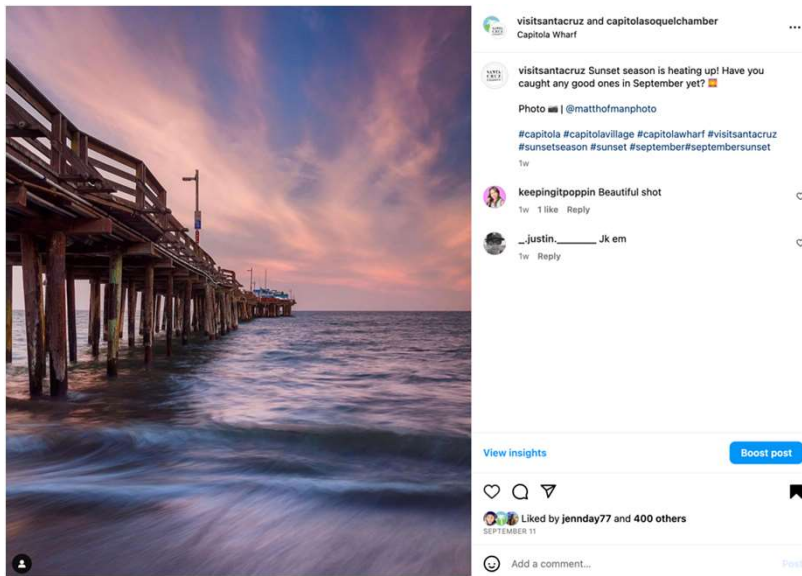 visitsantacruz and capitolasoquelchamber
Capitola Wharf
visitsantacruz Sunset season is heating up! Have you
caught any good ones in September yet? 🌅
Photo 📷 | @matthofmanphoto
#capitola #capitolavillage #capitolawharf #visitsantacruz
#sunsetseason #sunset #september#septembersunset
1w
keepingitpoppin Beautiful shot
1w 1 like Reply
_.justin.________ Jk em
1w Reply
View insights
Boost post
Liked by jennday77 and 400 others
SEPTEMBER 11
Add a comment...
Post